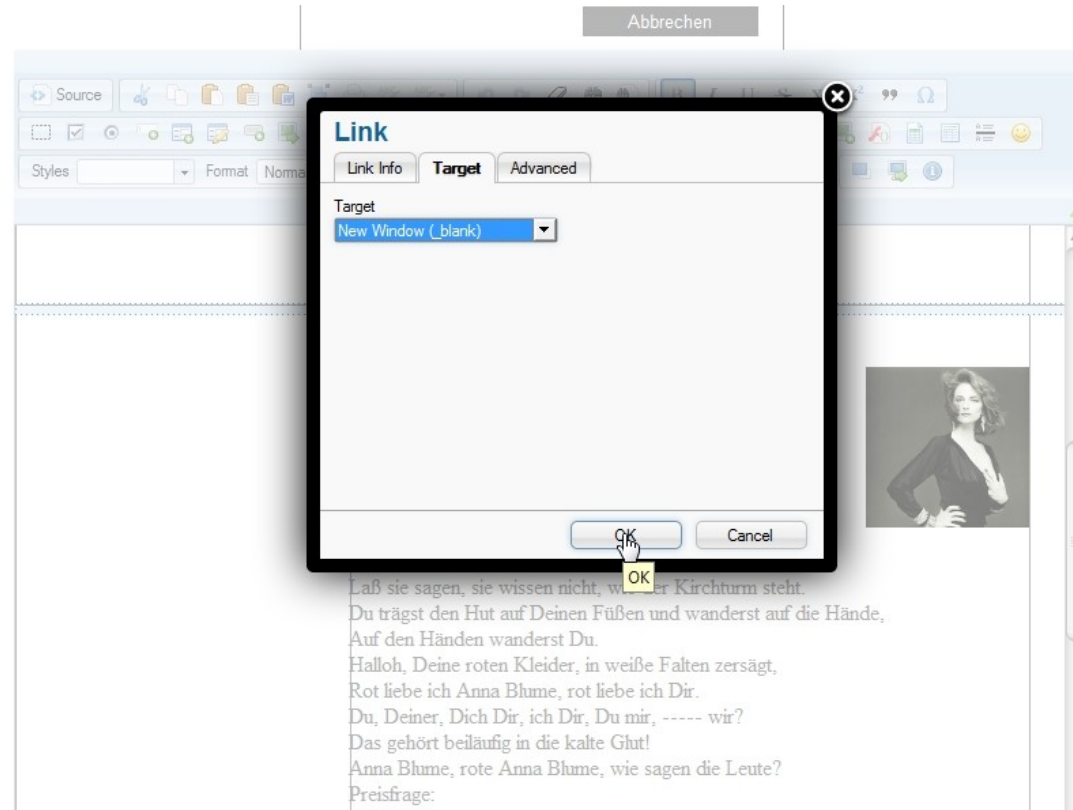 Abbrechen
Source
Link
Link Info Target Advanced
Styles Format Norma
Target
New Window (_blank)
OK Cancel
OK
Laß sie sagen, sie wissen nicht, wie der Kirchturm steht.
Du trägst den Hut auf Deinen Füßen und wanderst auf die Hände,
Auf den Händen wanderst Du.
Halloh, Deine roten Kleider, in weiße Falten zersägt,
Rot liebe ich Anna Blume, rot liebe ich Dir.
Du, Deiner, Dich Dir, ich Dir, Du mir, ----- wir?
Das gehört beiläufig in die kalte Glut!
Anna Blume, rote Anna Blume, wie sagen die Leute?
Preisfrage: